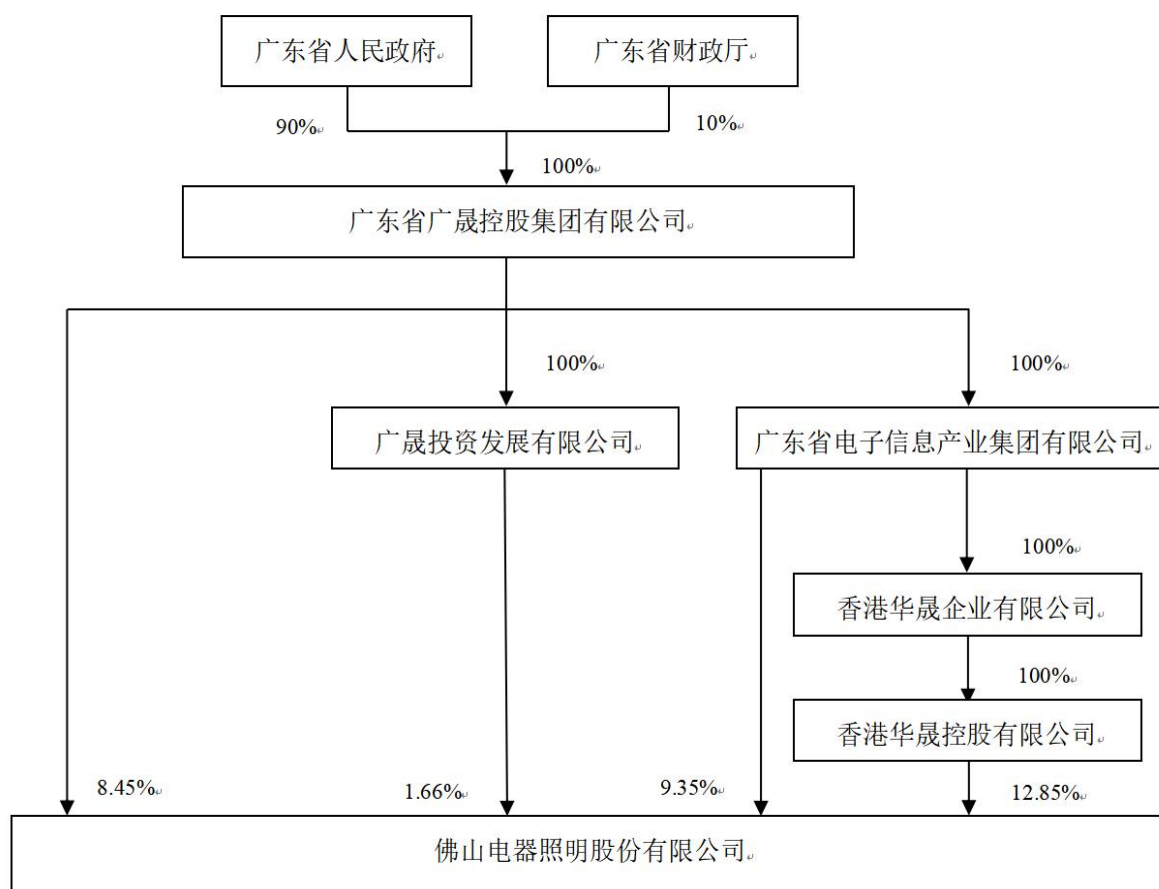 广东省人民政府
广东省财政厅
90%
10%
100%
广东省广晟控股集团有限公司
100%
100%
广晟投资发展有限公司
广东省电子信息产业集团有限公司
100%
香港华晟企业有限公司
100%
香港华晟控股有限公司
8.45%
1.66%
9.35%
12.85%
佛山电器照明股份有限公司